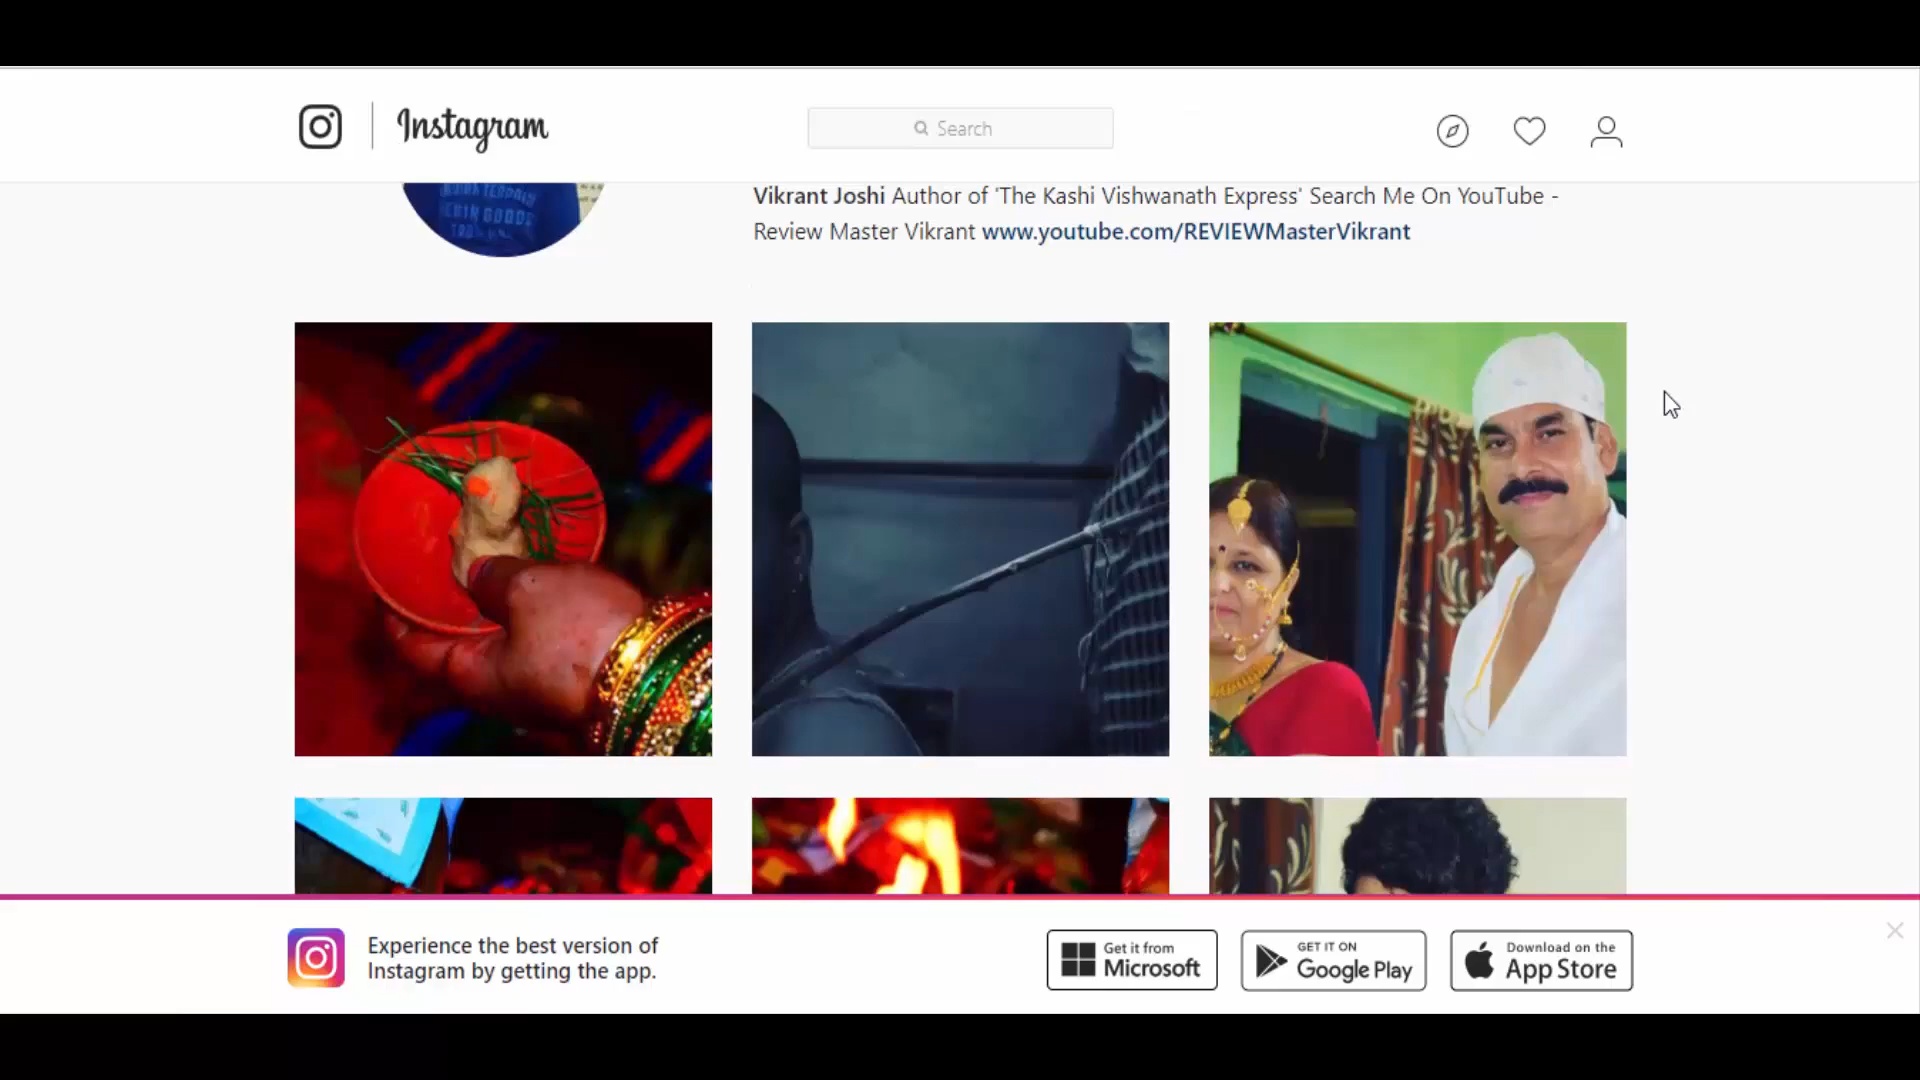 Instagram
Search
Vikrant Joshi Author of 'The Kashi Vishwanath Express' Search Me On YouTube -
Review Master Vikrant www.youtube.com/REVIEWMasterVikrant
Experience the best version of
Instagram by getting the app.
Get it from
Microsoft
GET IT ON
Google Play
Download on the
App Store